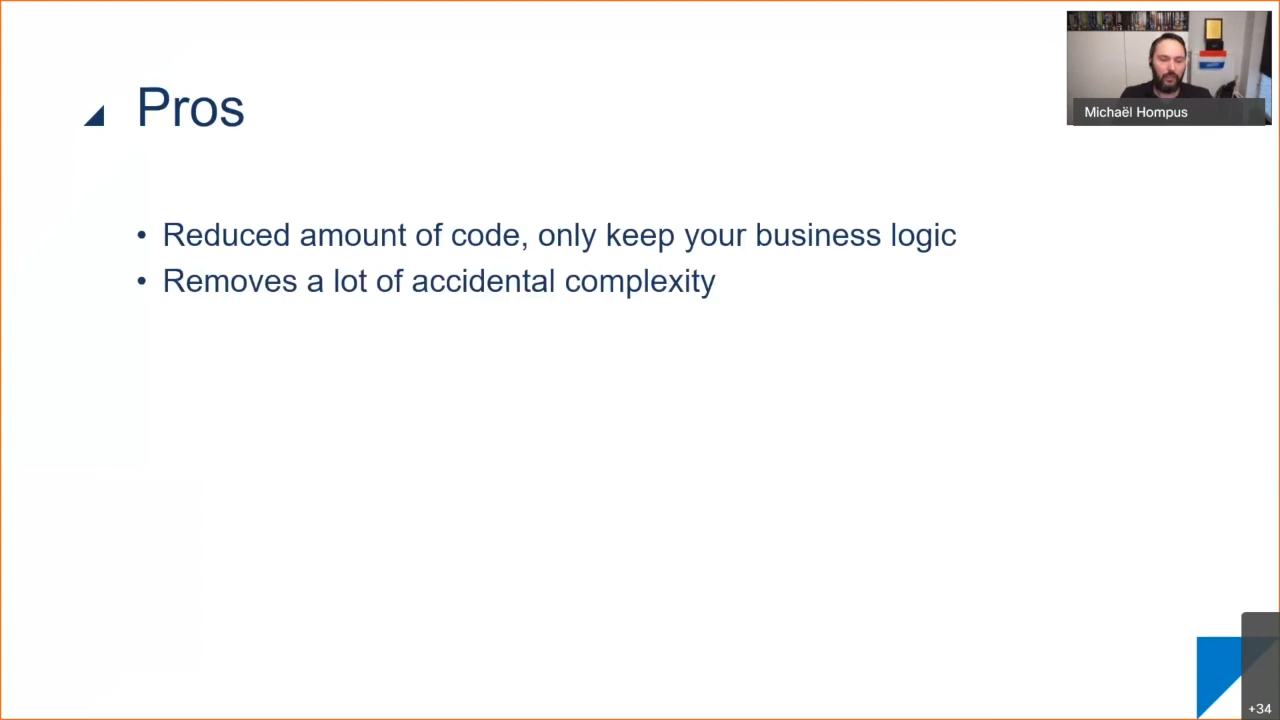 Pros
• Reduced amount of code, only keep your business logic
• Removes a lot of accidental complexity
Michaël Hompus
+34